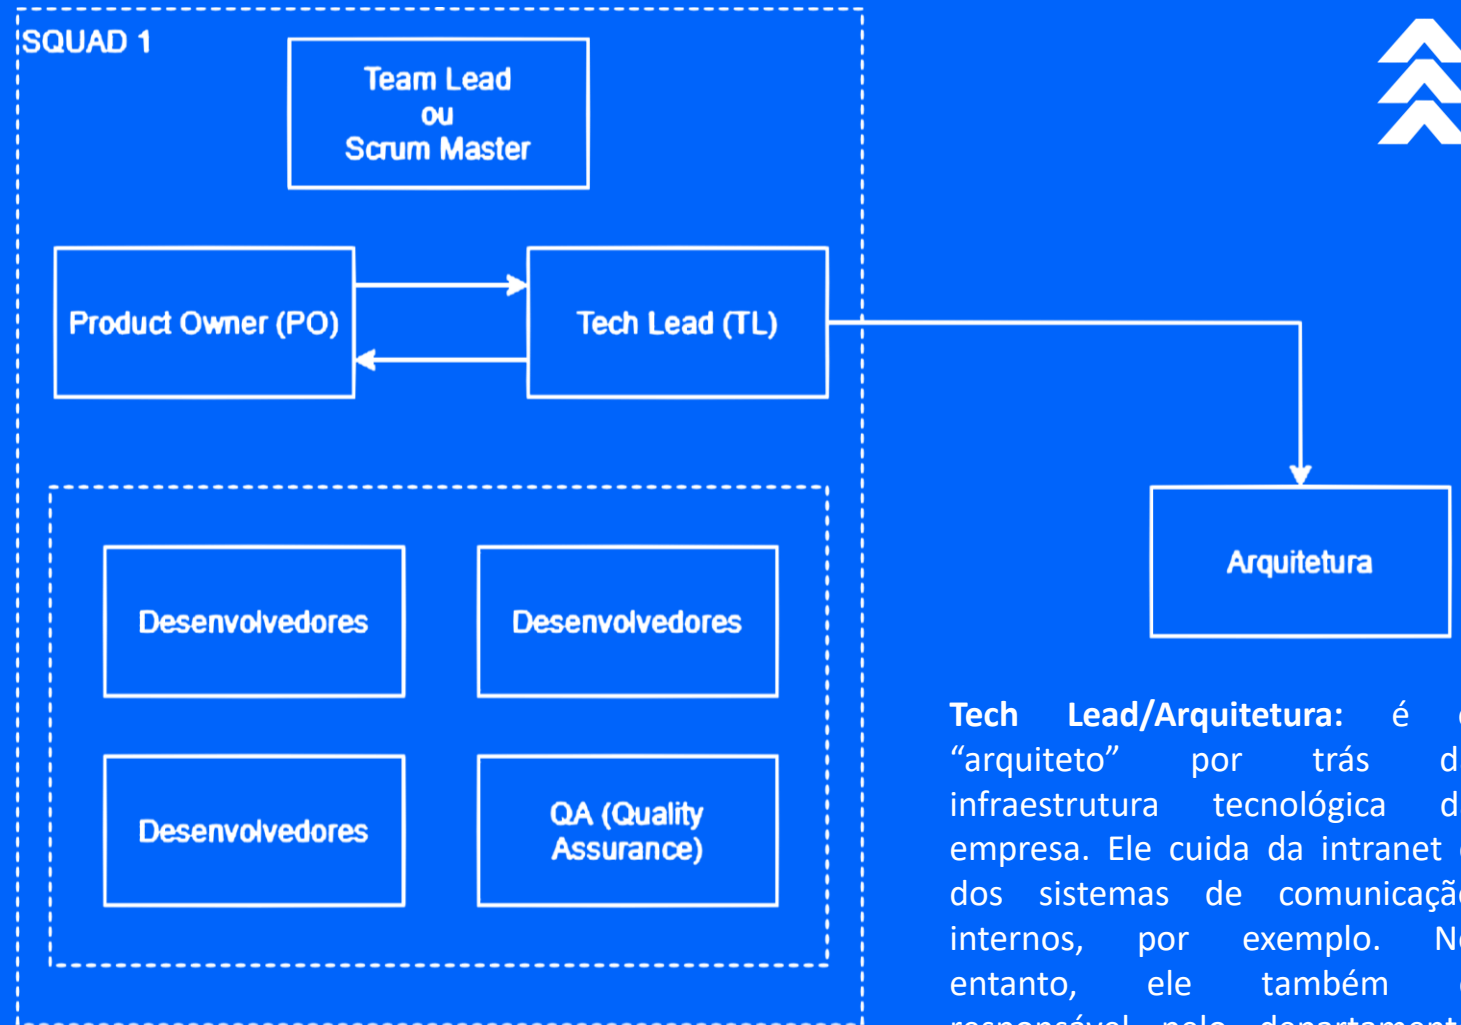 SQUAD 1
Team Lead
ou
Scrum Master
Product Owner (PO)
Tech Lead (TL)
Arquitetura
Desenvolvedores
Desenvolvedores
Desenvolvedores
QA (Quality
Assurance)
Tech Lead/Arquitetura: é
“arquiteto” por trás
infraestrutura tecnológica
empresa. Ele cuida da intranet
dos sistemas de
internos, por exemplo.
entanto, ele também